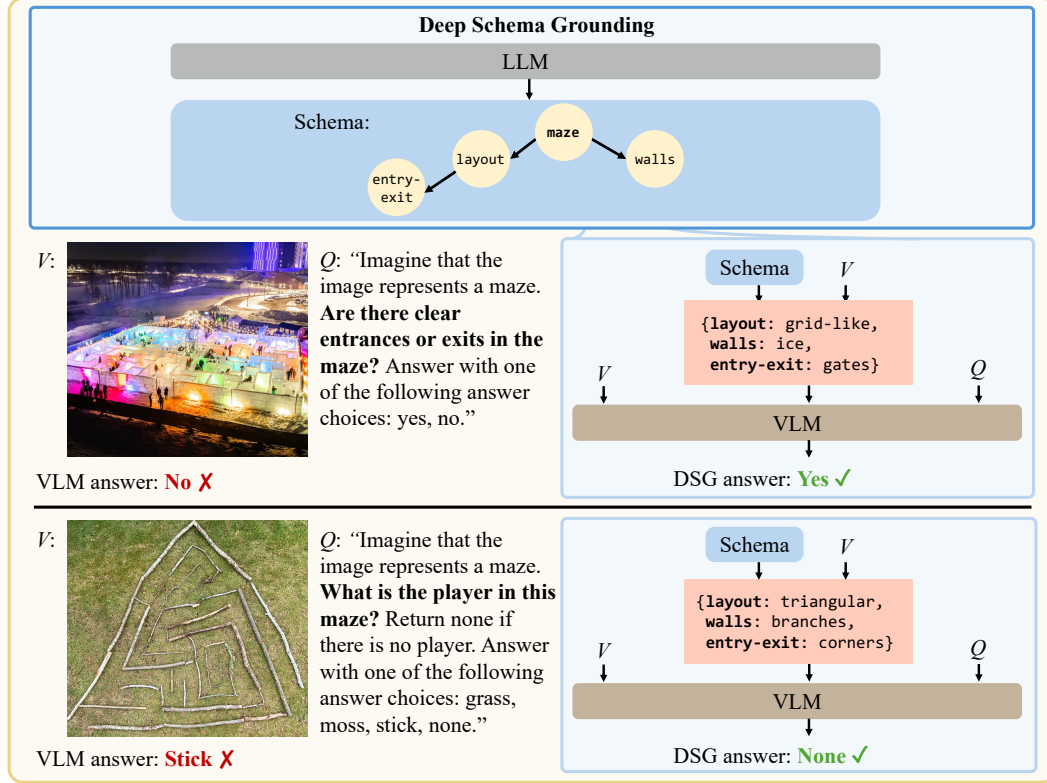 Deep Schema Grounding
LLM
Schema:
maze
layout
walls
entry-
exit
V:
Q: “Imagine that the
image represents a maze.
Are there clear
entrances or exits in the
maze? Answer with one
of the following answer
choices: yes, no.”
VLM answer: No ✗
Schema
V
{layout: grid-like,
walls: ice,
entry-exit: gates}
V
Q
VLM
DSG answer: Yes ✓
V:
Q: “Imagine that the
image represents a maze.
What is the player in this
maze? Return none if
there is no player. Answer
with one of the following
answer choices: grass,
moss, stick, none.”
VLM answer: Stick ✗
Schema
V
{layout: triangular,
walls: branches,
entry-exit: corners}
V
Q
VLM
DSG answer: None ✓